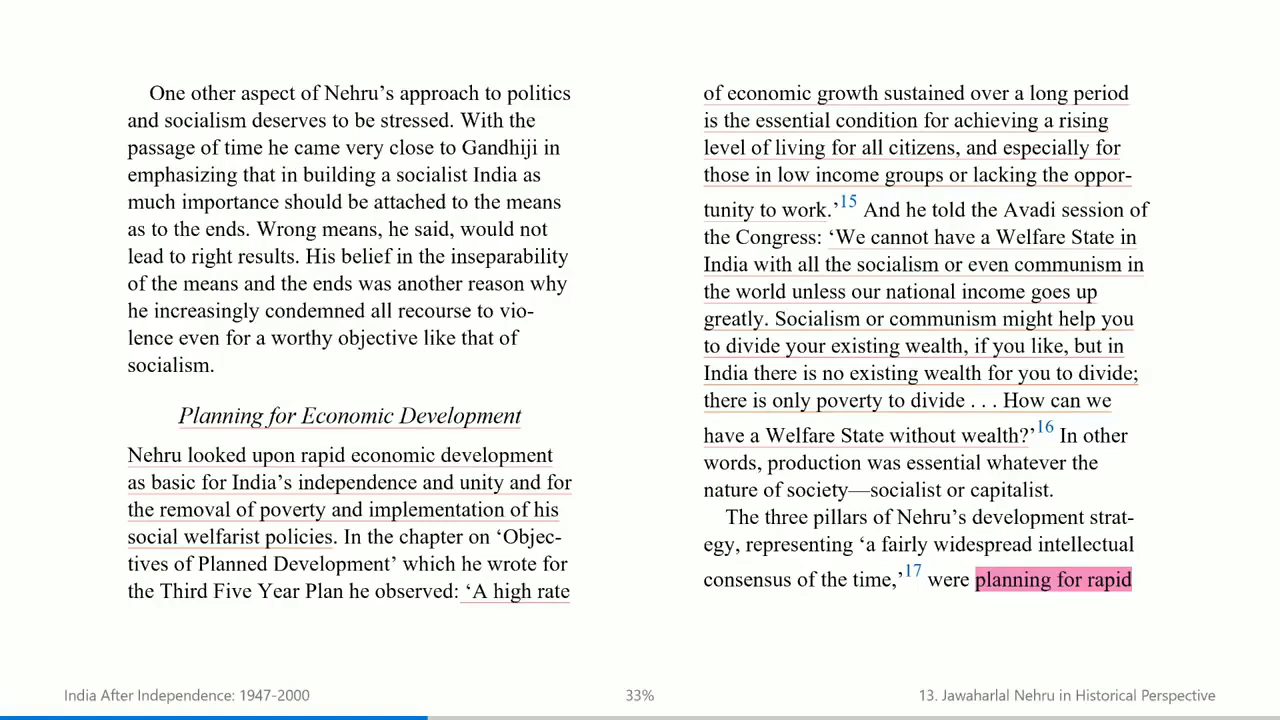 One other aspect of Nehru’s approach to politics
and socialism deserves to be stressed. With the
passage of time he came very close to Gandhiji in
emphasizing that in building a socialist India as
much importance should be attached to the means
as to the ends. Wrong means, he said, would not
lead to right results. His belief in the inseparability
of the means and the ends was another reason why
he increasingly condemned all recourse to vio-
lence even for a worthy objective like that of
socialism.
Planning for Economic Development
Nehru looked upon rapid economic development
as basic for India’s independence and unity and for
the removal of poverty and implementation of his
social welfarist policies. In the chapter on ‘Objec-
tives of Planned Development’ which he wrote for
the Third Five Year Plan he observed: ‘A high rate
of economic growth sustained over a long period
is the essential condition for achieving a rising
level of living for all citizens, and especially for
those in low income groups or lacking the oppor-
tunity to work.’15 And he told the Avadi session of
the Congress: ‘We cannot have a Welfare State in
India with all the socialism or even communism in
the world unless our national income goes up
greatly. Socialism or communism might help you
to divide your existing wealth, if you like, but in
India there is no existing wealth for you to divide;
there is only poverty to divide . . . How can we
have a Welfare State without wealth?’16 In other
words, production was essential whatever the
nature of society—socialist or capitalist.
The three pillars of Nehru’s development strat-
egy, representing ‘a fairly widespread intellectual
consensus of the time,’17 were planning for rapid
India After Independence: 1947-2000
33%
13. Jawaharlal Nehru in Historical Perspective